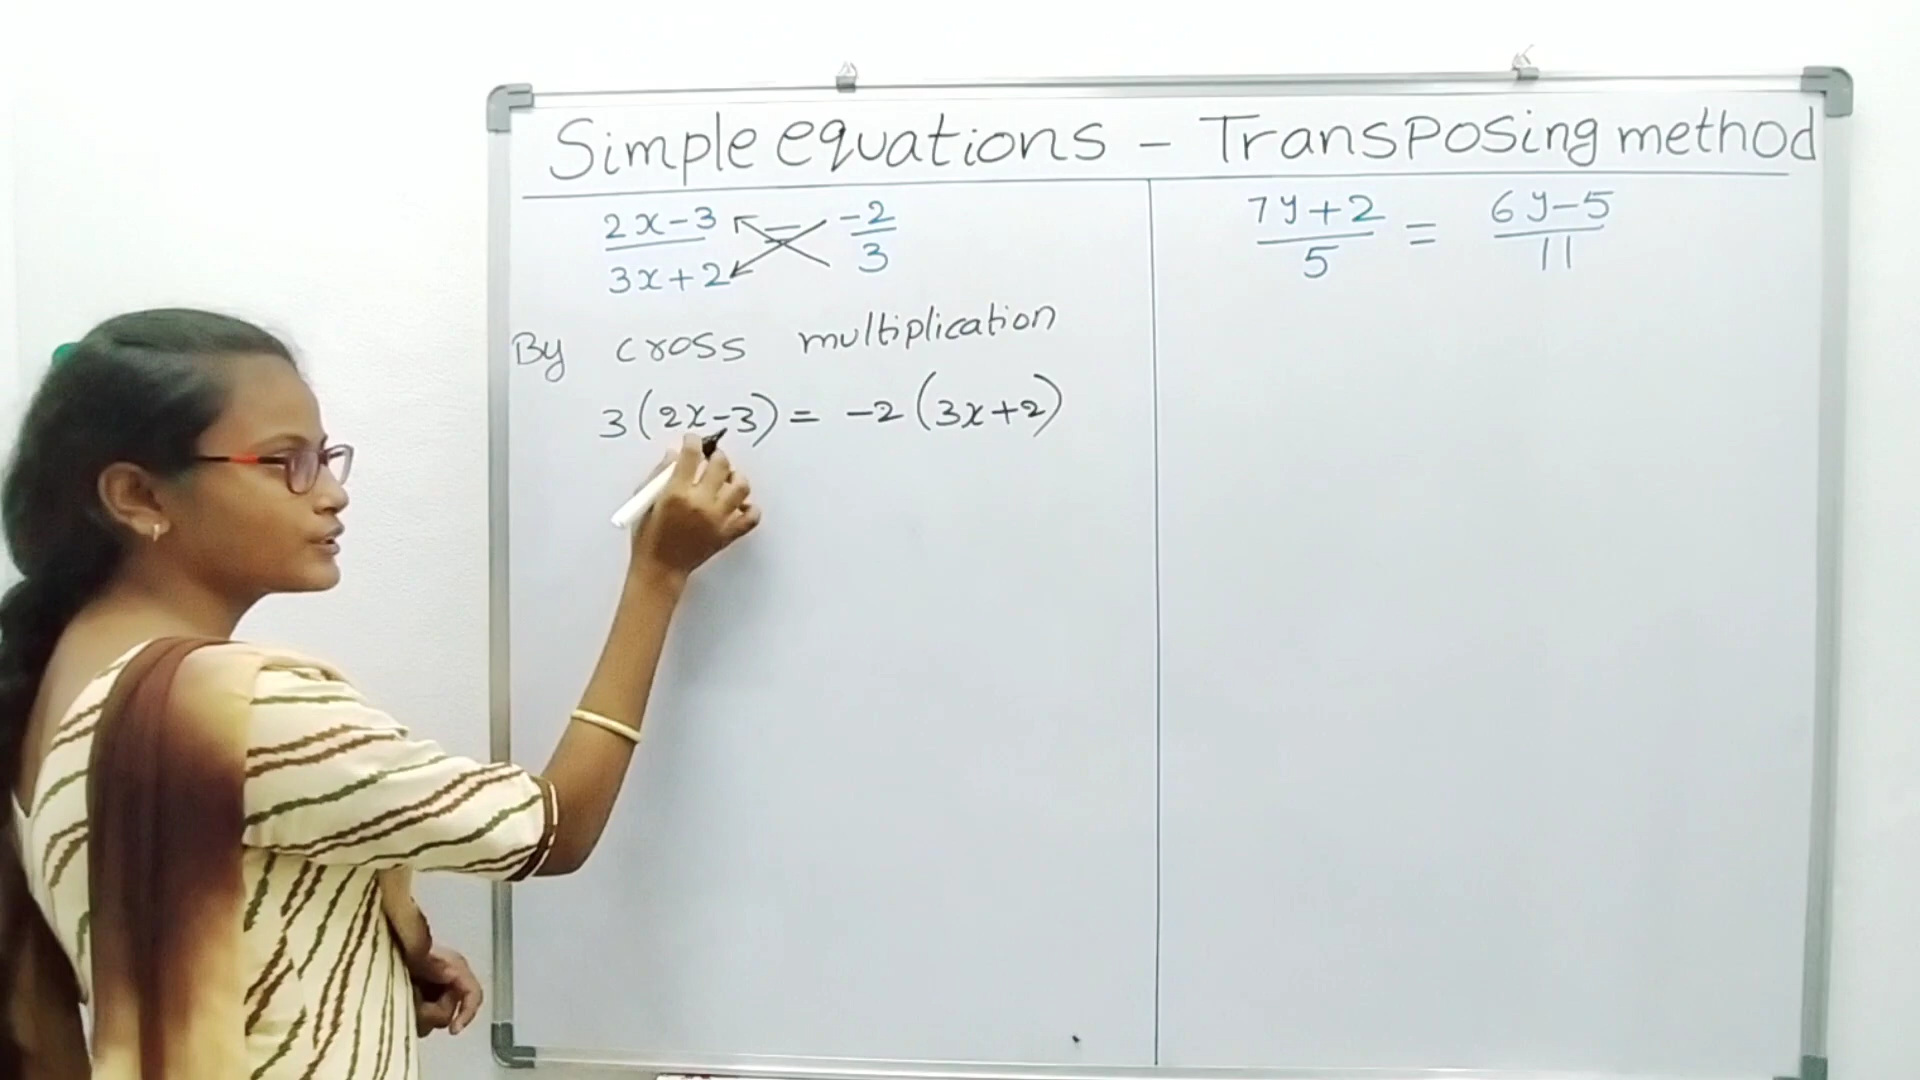 Simple equations - Transposing method
2x-3 / 3x+2 = -2 / 3
By cross multiplication
3(2x-3) = -2(3x+2)
7y+2 / 5 = 6y-5 / 11